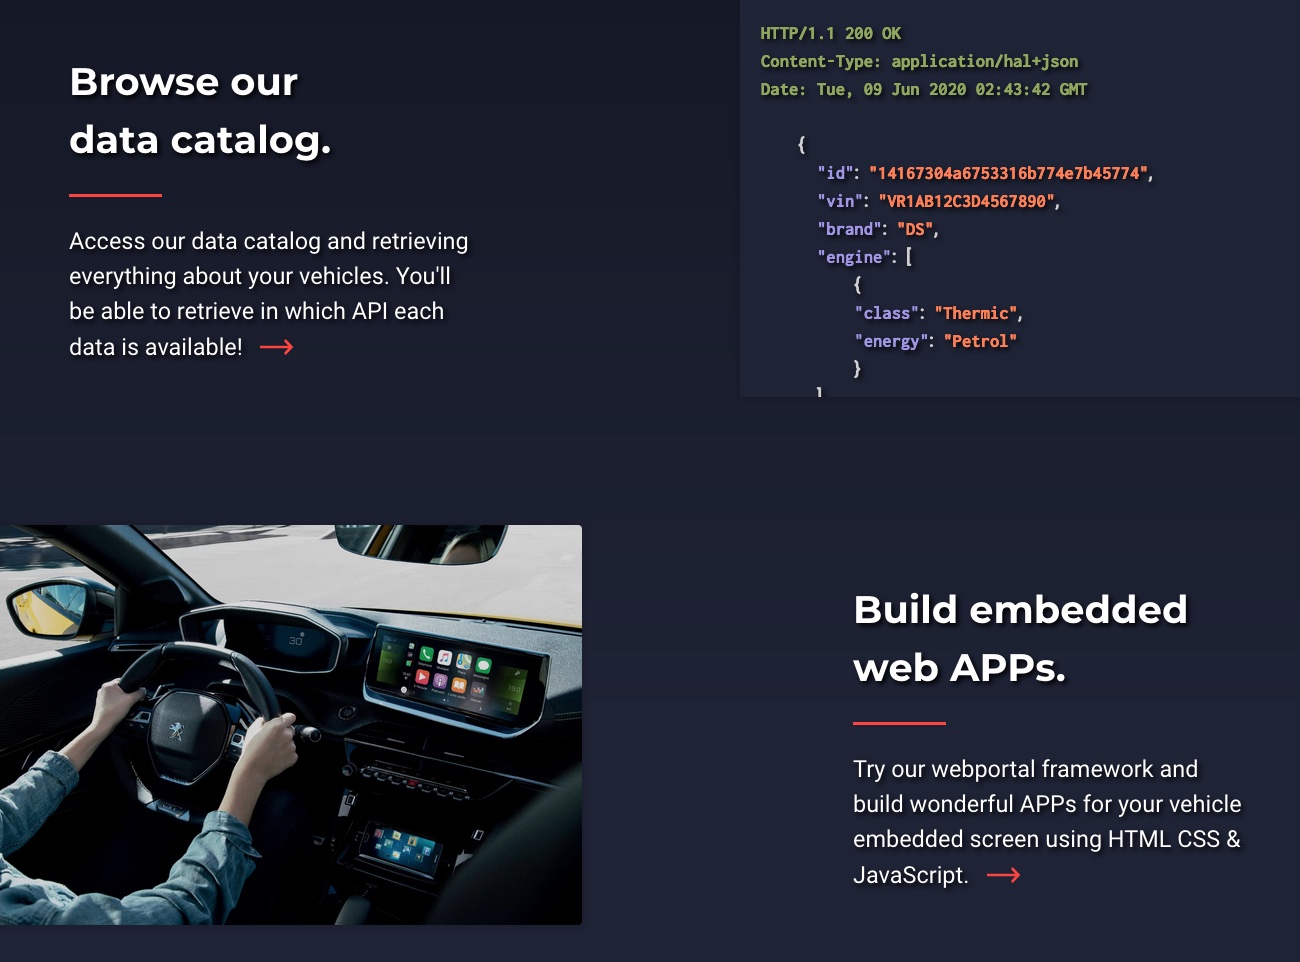 Browse our
data catalog.
Access our data catalog and retrieving
everything about your vehicles. You'll
be able to retrieve in which API each
data is available!
HTTP/1.1 200 OK
Content-Type: application/hal+json
Date: Tue, 09 Jun 2020 02:43:42 GMT
{
"id": "14167304a6753316b774e7b45774",
"vin": "VR1AB12C3D4567890",
"brand": "DS",
"engine": [
{
"class": "Thermic",
"energy": "Petrol"
}
]
30
Build embedded
web APPs.
Try our webportal framework and
build wonderful APPs for your vehicle
embedded screen using HTML CSS &
JavaScript.